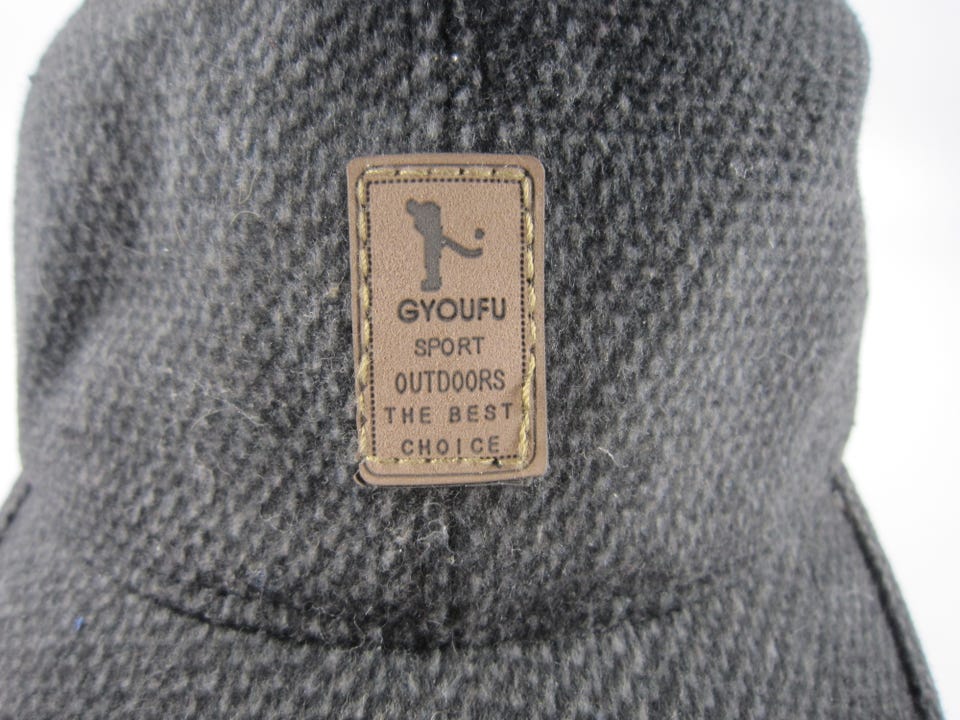 GYOUFU
SPORT
OUTDOORS
THE BEST
CHOICE